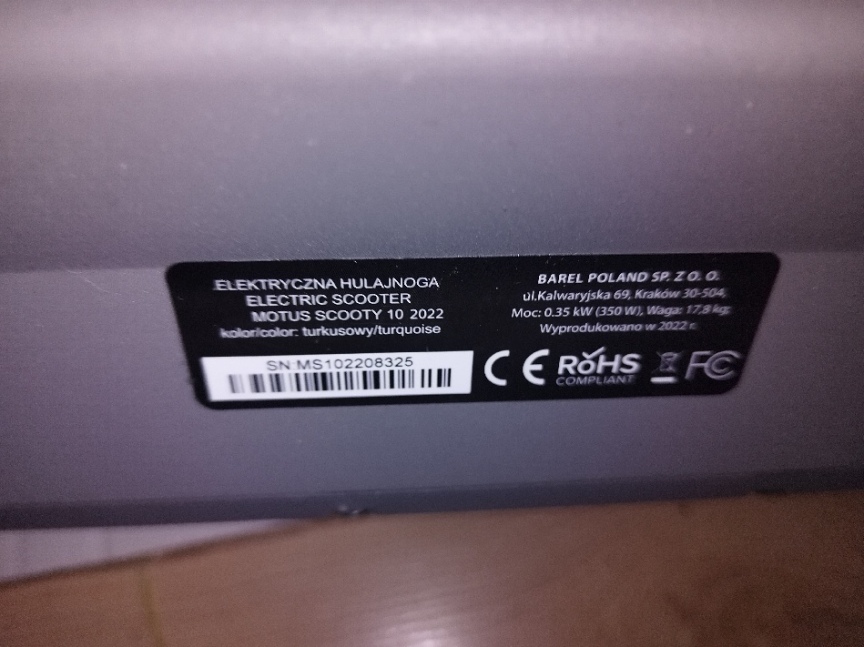 ELEKTRYCZNA HULAJNOGA
ELECTRIC SCOOTER
MOTUS SCOOTY 10 2022
kolor/color: turkusowy/turquoise
SN:MS102208325
BAREL POLAND SP. Z O. O.
ul.Kalwaryjska 69, Kraków 30-504,
Moc: 0.35 kW (350 W), Waga: 17,8 kg;
Wyprodukowano w 2022 r.
CE RoHS FC
COMPLIANT